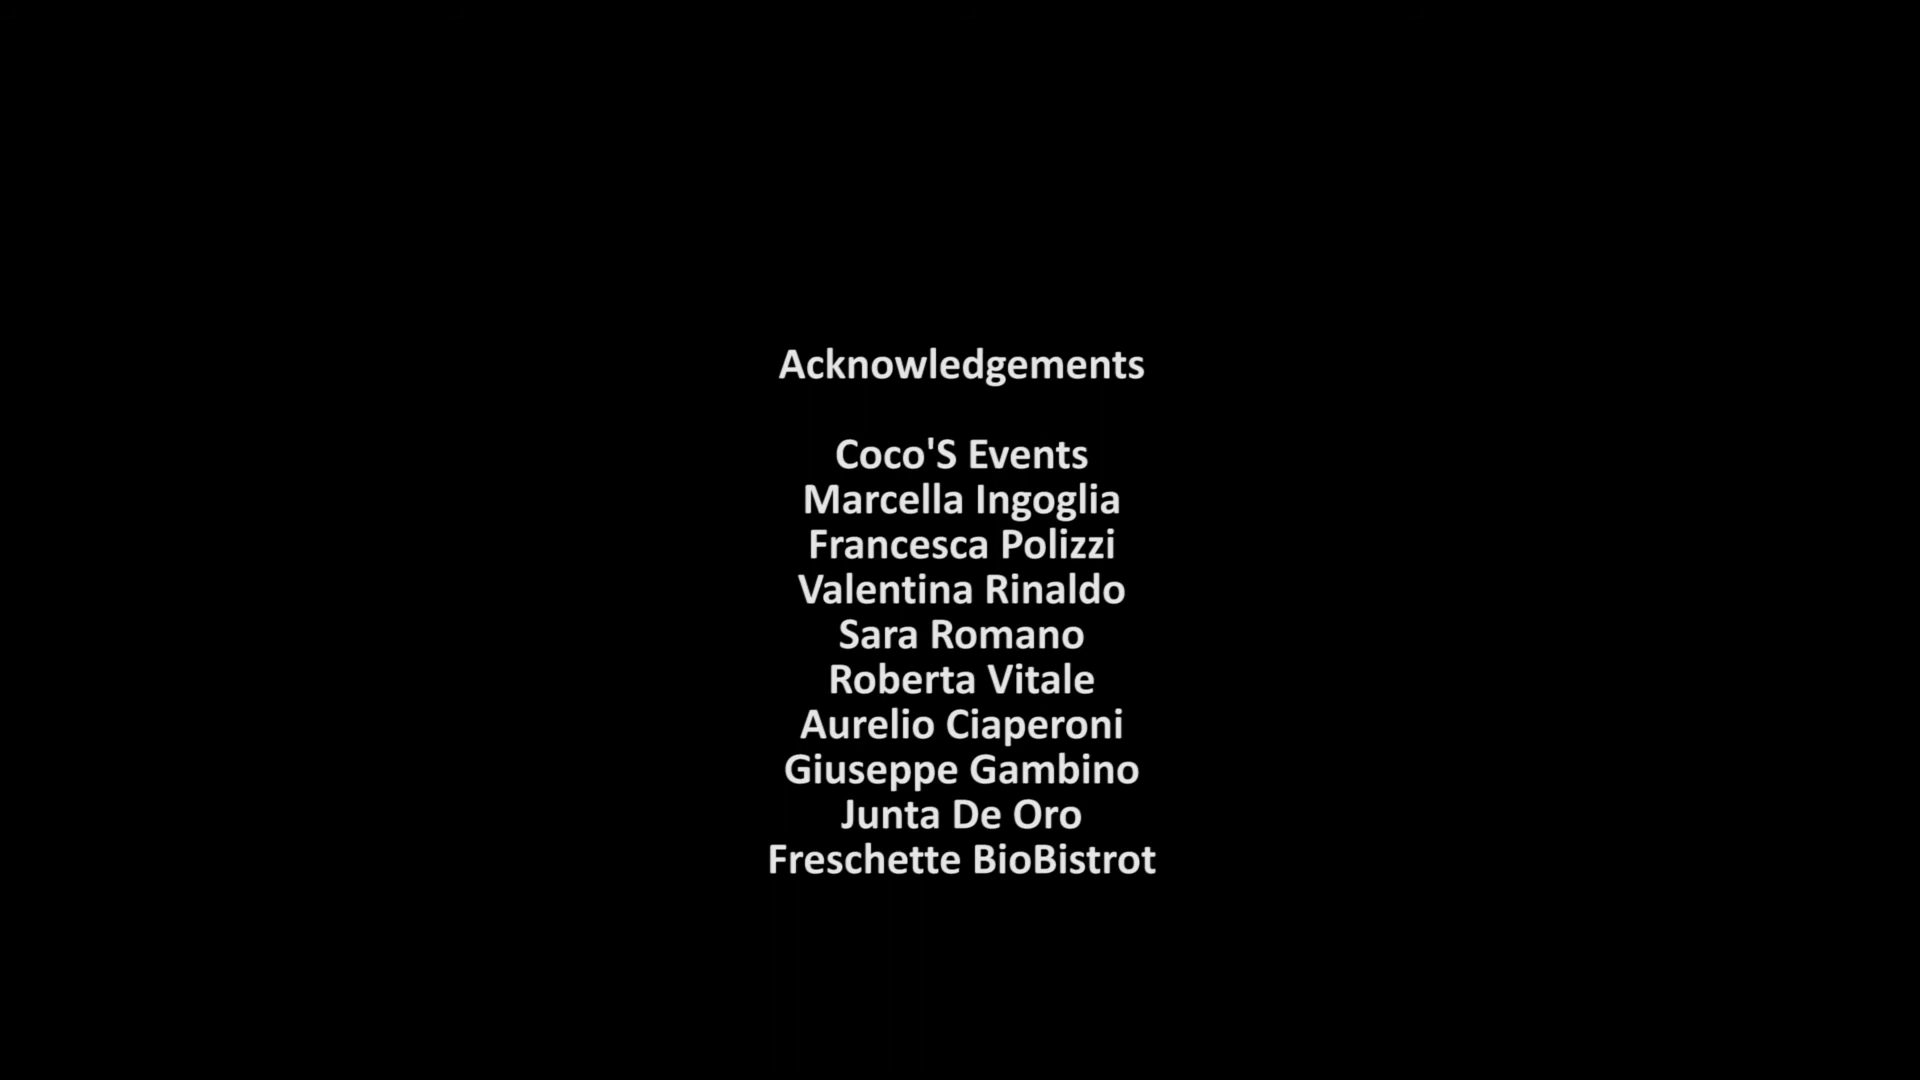 Acknowledgements
Coco'S Events
Marcella Ingoglia
Francesca Polizzi
Valentina Rinaldo
Sara Romano
Roberta Vitale
Aurelio Ciaperoni
Giuseppe Gambino
Junta De Oro
Freschette BioBistrot